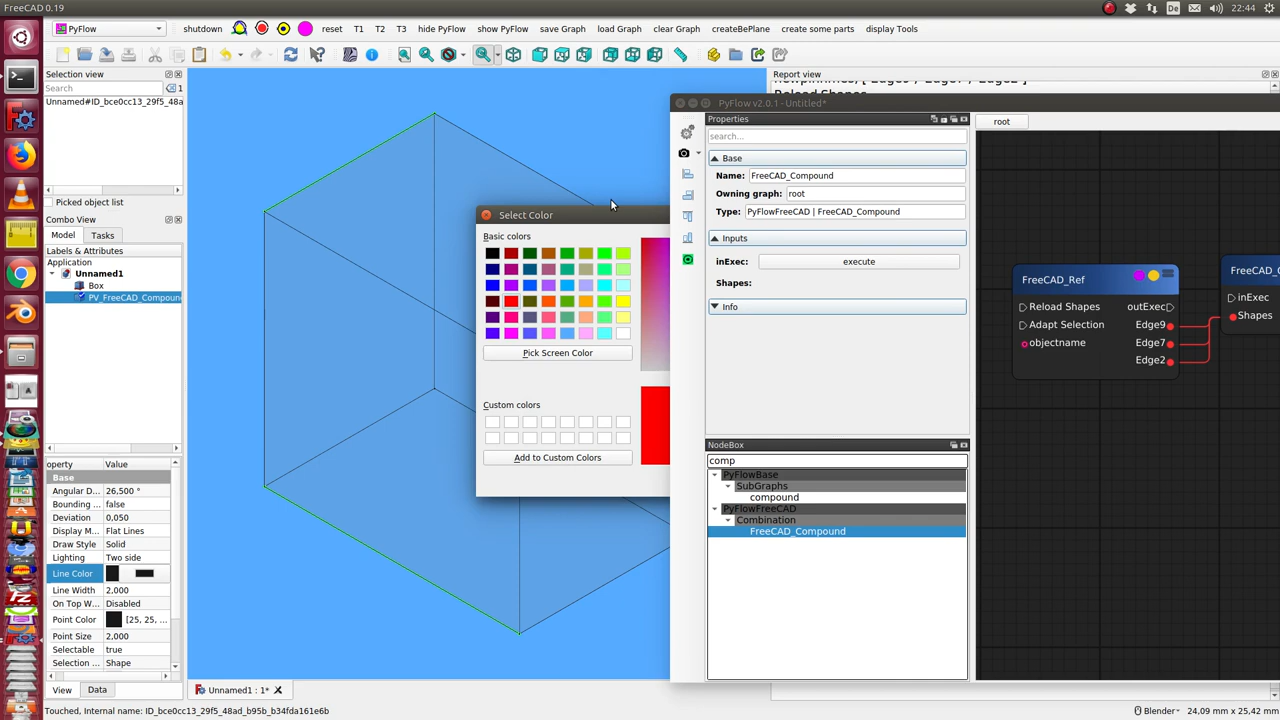 FreeCAD 0.19
De
22:44
PyFlow
shutdown
reset
T1
T2
T3
hide PyFlow
show PyFlow
save Graph
load Graph
clear Graph
createBePlane
create some parts
display Tools
Selection view
Search
1
Unnamed#ID_bce0cc13_29f5_48a
Picked object list
Combo View
Model
Tasks
Labels & Attributes
Application
Unnamed1
Box
PV_FreeCAD_Compoun
operty
Value
Base
Angular D...
26,500 °
Bounding ...
false
Deviation
0,050
Display M...
Flat Lines
Draw Style
Solid
Lighting
Two side
Line Color
Line Width
2,000
On Top W...
Disabled
Point Color
[25, 25, ...
Point Size
2,000
Selectable
true
Selection ...
Shape
View
Data
Select Color
Basic colors
Pick Screen Color
Custom colors
Add to Custom Colors
Report view
Reload Shapes
PyFlow v2.0.1 - Untitled*
Properties
search...
Base
Name:
FreeCAD_Compound
Owning graph:
root
Type:
PyFlowFreeCAD | FreeCAD_Compound
Inputs
inExec:
execute
Shapes:
Info
NodeBox
comp
PyFlowBase
SubGraphs
compound
PyFlowFreeCAD
Combination
FreeCAD_Compound
root
FreeCAD_Ref
Reload Shapes
outExec
Adapt Selection
Edge9
objectname
Edge7
Edge2
FreeCAD_C
inExec
Shapes
Unnamed1 : 1*
Touched, Internal name: ID_bce0cc13_29f5_48ad_b95b_b34fda161e6b
Blender
24,09 mm x 25,42 mm